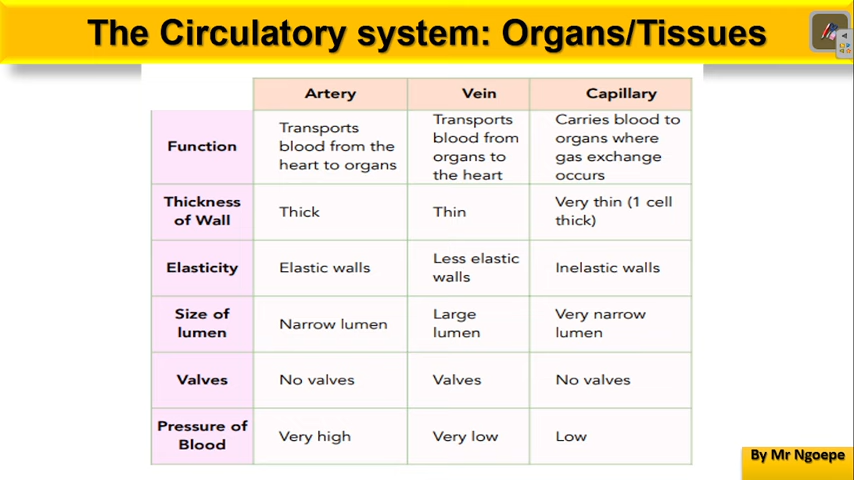 The Circulatory system: Organs/Tissues
Artery Vein Capillary
Function
Transports
blood from the
heart to organs
Transports
blood from
organs to
the heart
Carries blood to
organs where
gas exchange
occurs
Thickness
of Wall
Thick
Thin
Very thin (1 cell
thick)
Elasticity
Elastic walls
Less elastic
walls
Inelastic walls
Size of
lumen
Narrow lumen
Large
lumen
Very narrow
lumen
Valves
No valves
Valves
No valves
Pressure of
Blood
Very high
Very low
Low
By Mr Ngoepe